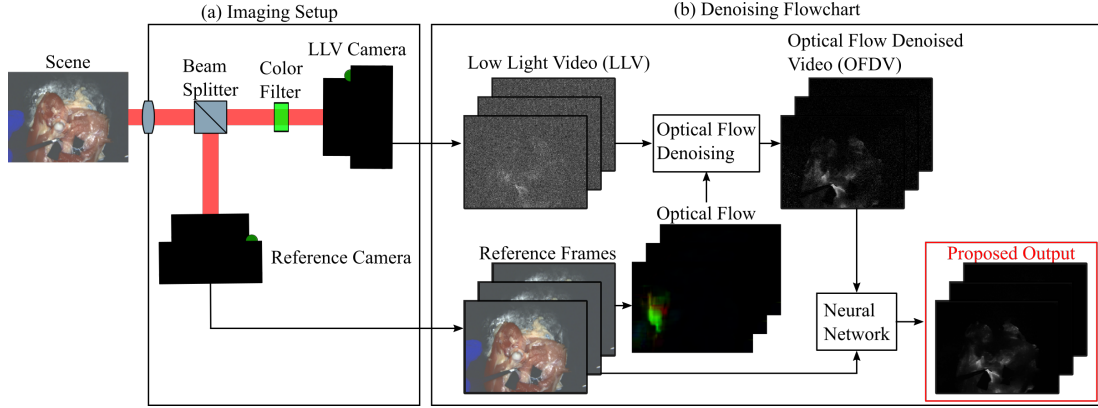 (a) Imaging Setup
(b) Denoising Flowchart
Scene
Beam
Splitter
Color
Filter
LLV Camera
Reference Camera
Low Light Video (LLV)
Optical Flow Denoised
Video (OFDV)
Optical Flow
Denoising
Optical Flow
Reference Frames
Neural
Network
Proposed Output